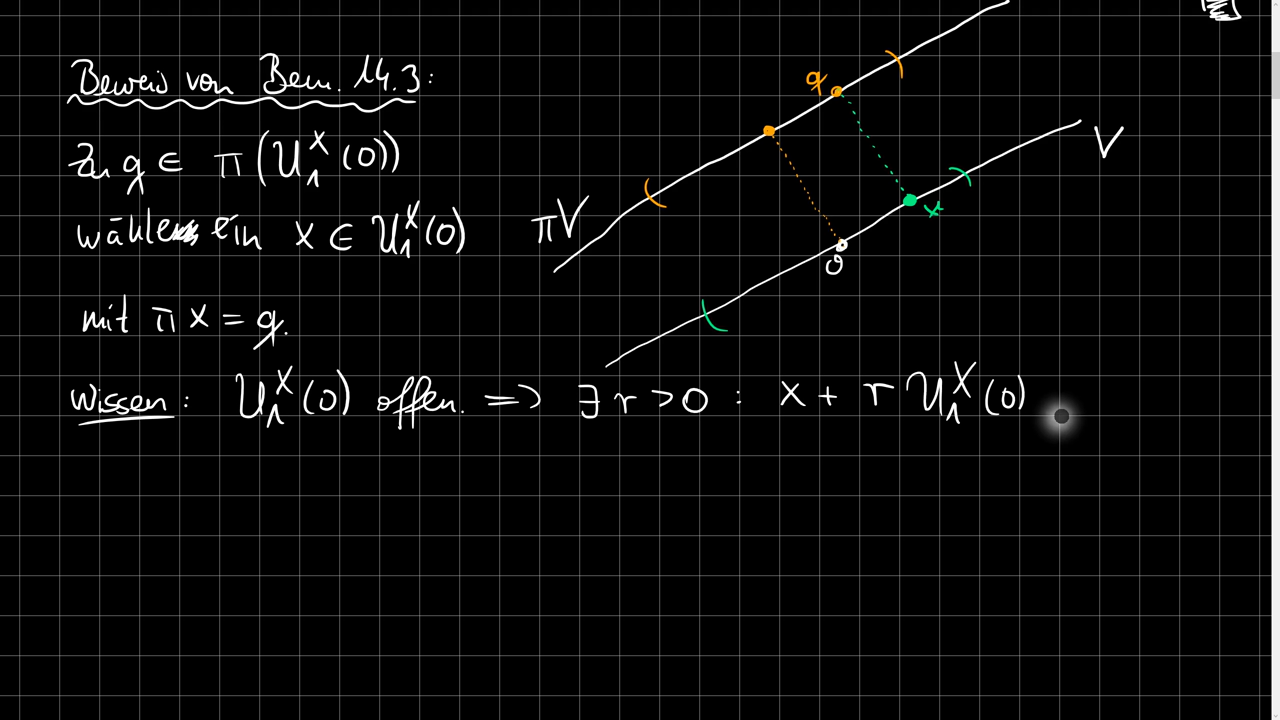 Beweis von Bem. 14.3:
Zu q ∈ π(U₁ˣ(0))
wähle ein x ∈ U₁ˣ(0)
mit πx = q.
Wissen: U₁ˣ(0) offen. ⟹ ∃ r > 0 : x + r U₁ˣ(0)
q
πV
V
x
0